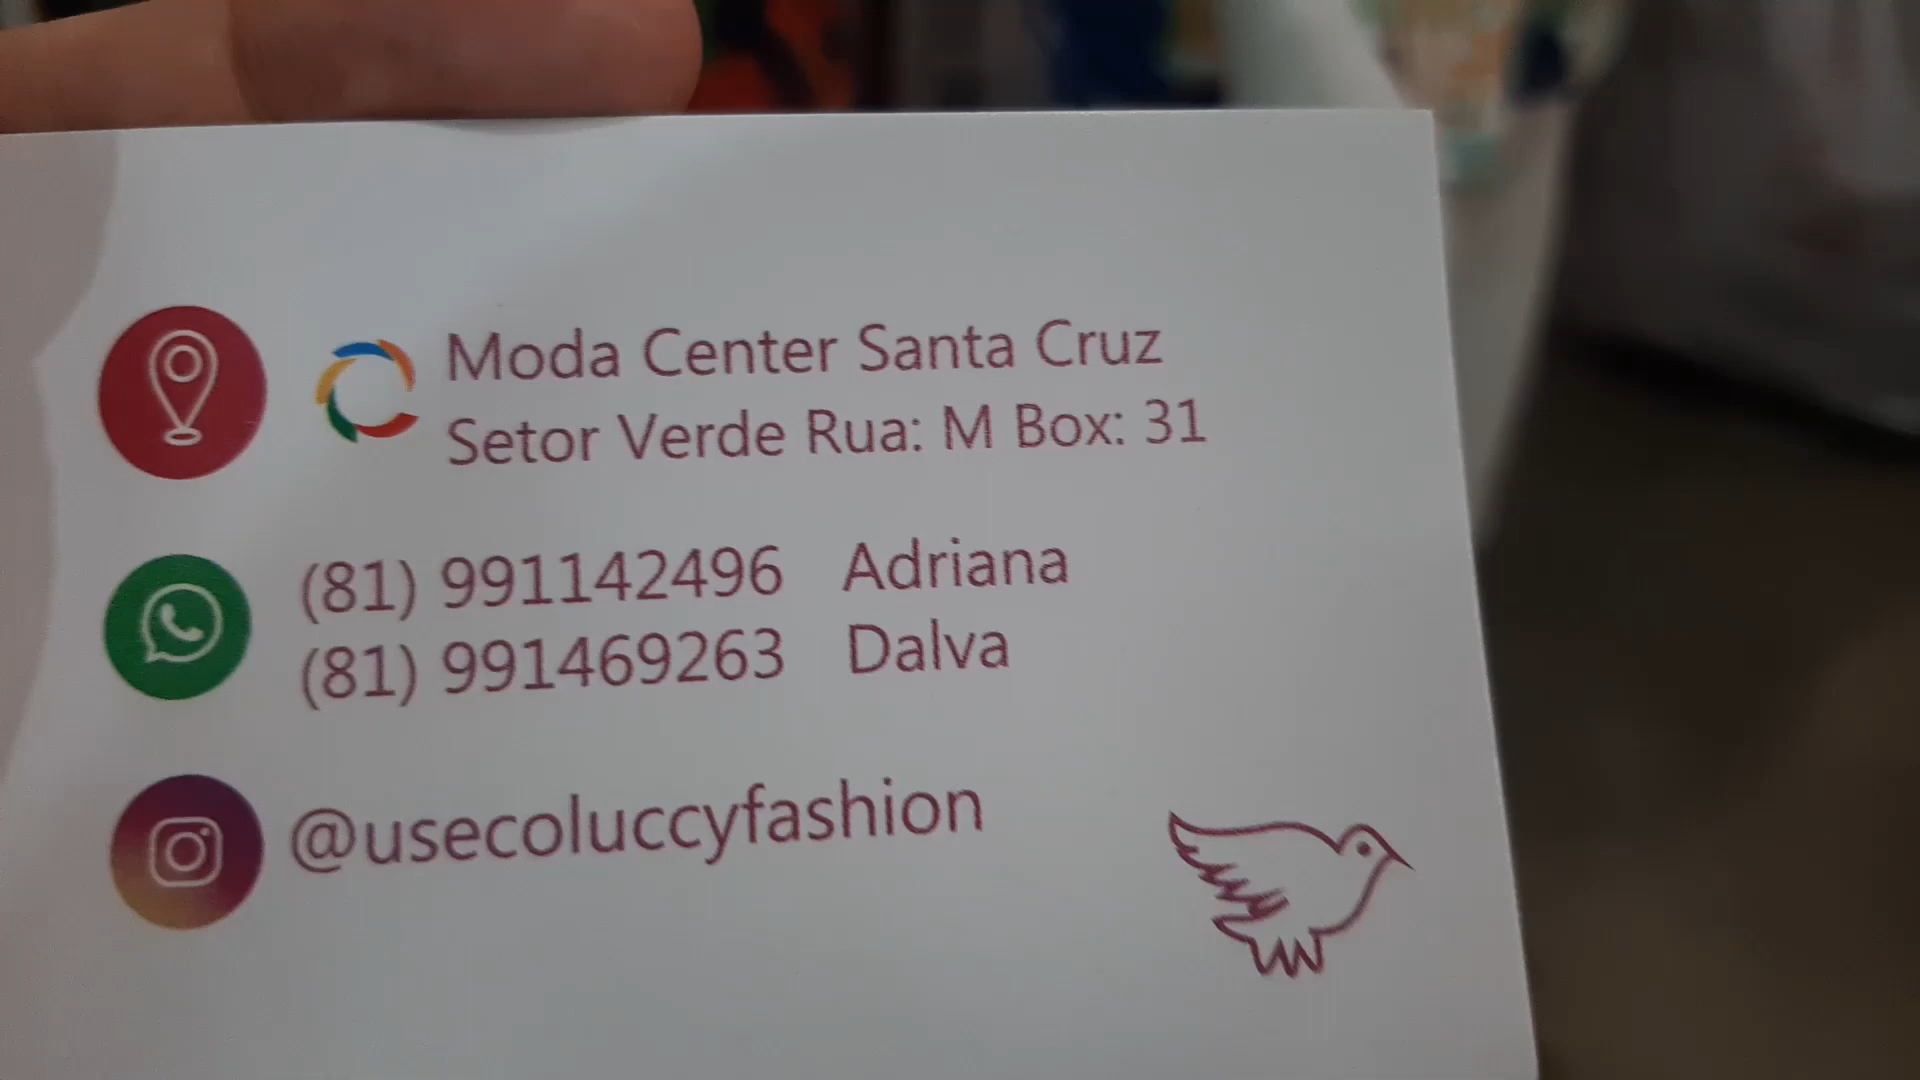 Moda Center Santa Cruz
Setor Verde Rua: M Box: 31
(81) 991142496 Adriana
(81) 991469263 Dalva
@usecoluccyfashion